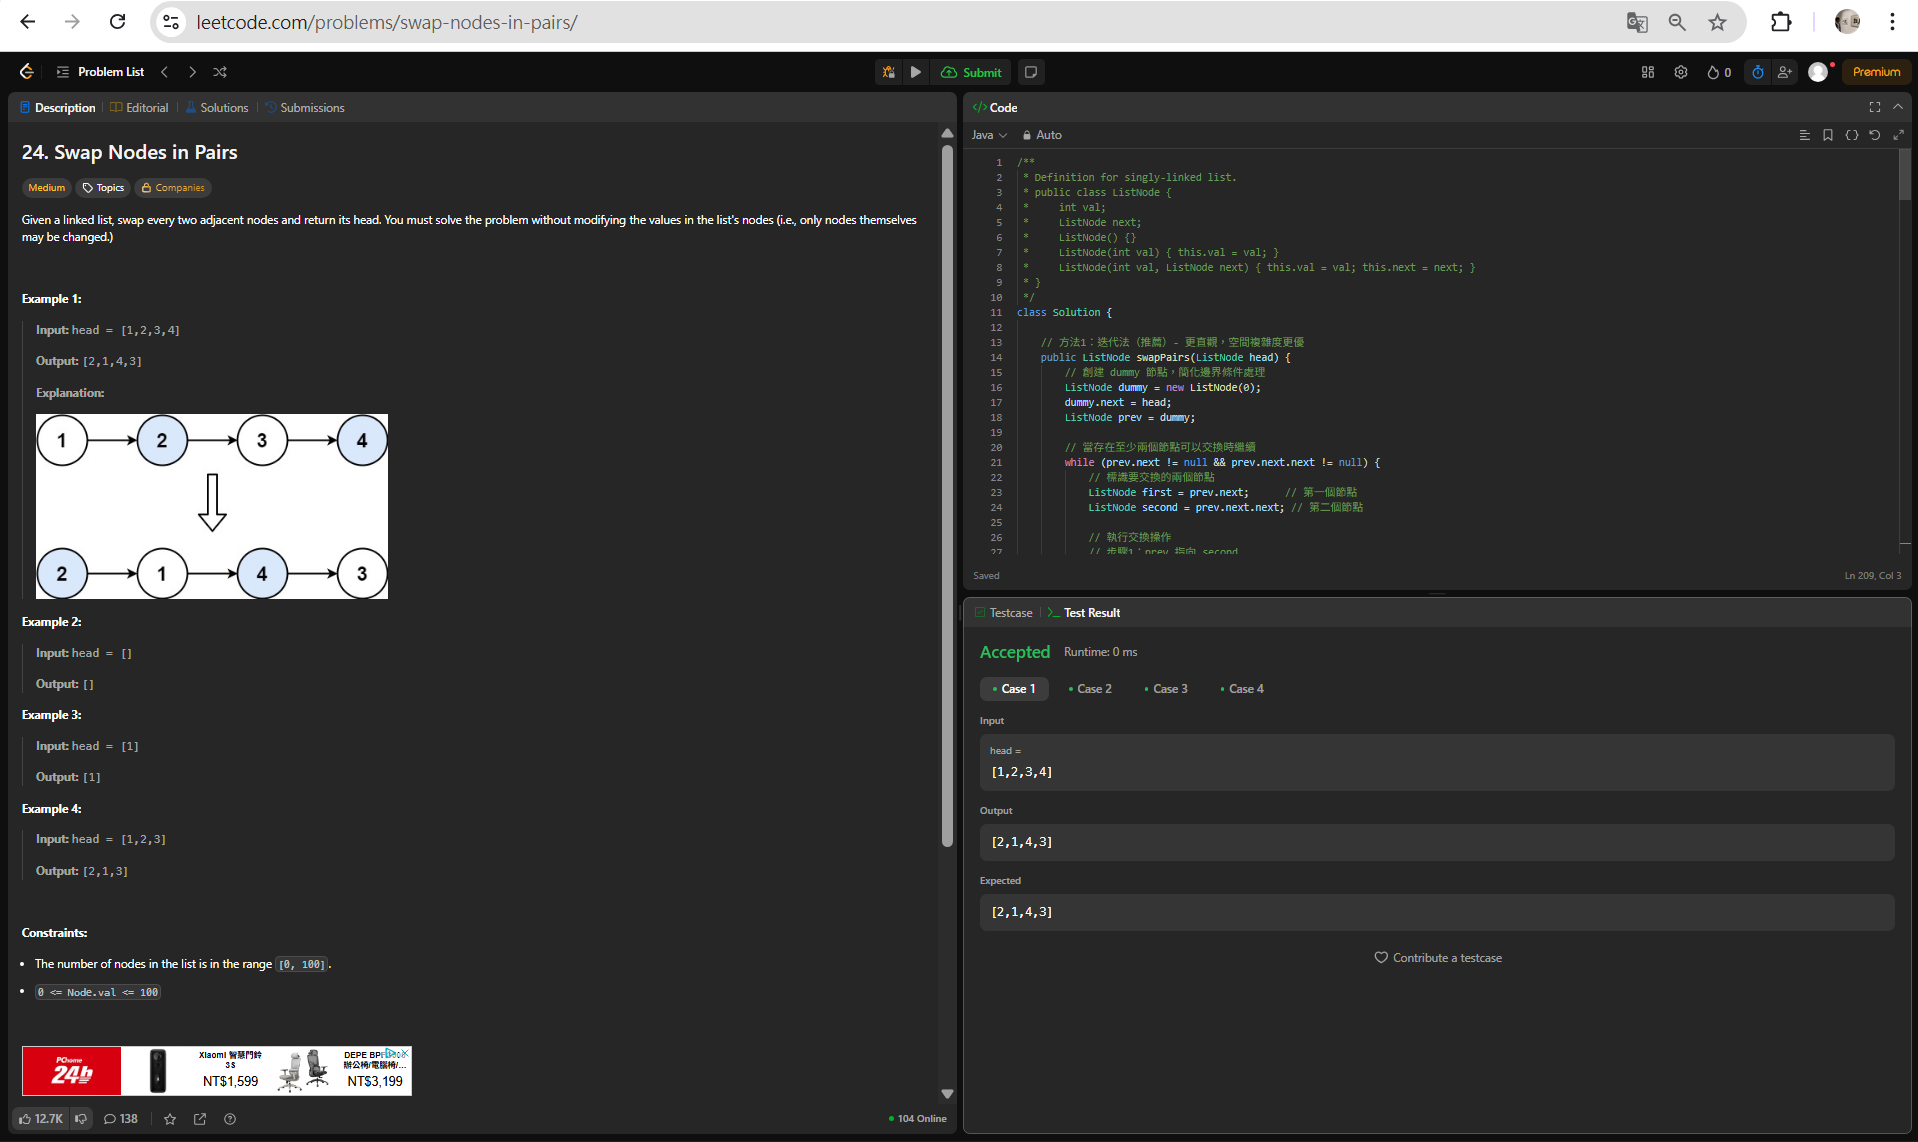 leetcode.com/problems/swap-nodes-in-pairs/
Problem List
Submit
0
Premium
Description
Editorial
Solutions
Submissions
24. Swap Nodes in Pairs
Medium
Topics
Companies
Given a linked list, swap every two adjacent nodes and return its head. You must solve the problem without modifying the values in the list's nodes (i.e., only nodes themselves
may be changed.)
Example 1:
Input: head = [1,2,3,4]
Output: [2,1,4,3]
Explanation:
1 2 3 4
2 1 4 3
Example 2:
Input: head = []
Output: []
Example 3:
Input: head = [1]
Output: [1]
Example 4:
Input: head = [1,2,3]
Output: [2,1,3]
Constraints:
The number of nodes in the list is in the range [0, 100].
0 <= Node.val <= 100
PChome
24h
Xiaomi 智慧門鈴
3S
NT$1,599
辦公椅/電腦椅/...
NT$3,199
12.7K
138
104 Online
</> Code
Java
Auto
1 /**
2 * Definition for singly-linked list.
3 * public class ListNode {
4 *     int val;
5 *     ListNode next;
6 *     ListNode() {}
7 *     ListNode(int val) { this.val = val; }
8 *     ListNode(int val, ListNode next) { this.val = val; this.next = next; }
9 * }
10 */
11 class Solution {
12
13 // 方法1：迭代法（推薦）- 更直觀，空間複雜度更優
14 public ListNode swapPairs(ListNode head) {
15 // 創建 dummy 節點，簡化邊界條件處理
16 ListNode dummy = new ListNode(0);
17 dummy.next = head;
18 ListNode prev = dummy;
19
20 // 當存在至少兩個節點可以交換時繼續
21 while (prev.next != null && prev.next.next != null) {
22 // 標識要交換的兩個節點
23 ListNode first = prev.next;      // 第一個節點
24 ListNode second = prev.next.next; // 第二個節點
25
26 // 執行交換操作
27 // 步驟1：prev 指向 second
Saved
Ln 209, Col 3
Testcase
>_ Test Result
Accepted
Runtime: 0 ms
Case 1
Case 2
Case 3
Case 4
Input
head =
[1,2,3,4]
Output
[2,1,4,3]
Expected
[2,1,4,3]
Contribute a testcase